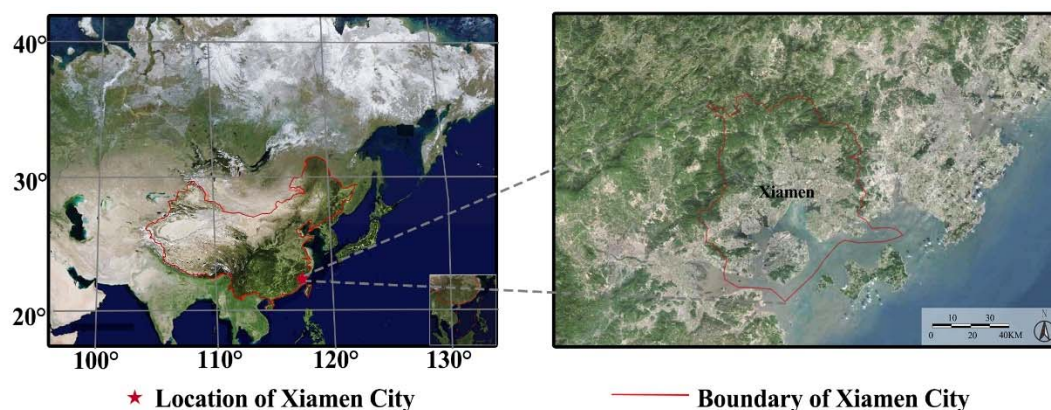 40°
30°
20°
100°
110°
120°
130°
Xiamen
N
10
30
0
20
40KM
Location of Xiamen City
Boundary of Xiamen City